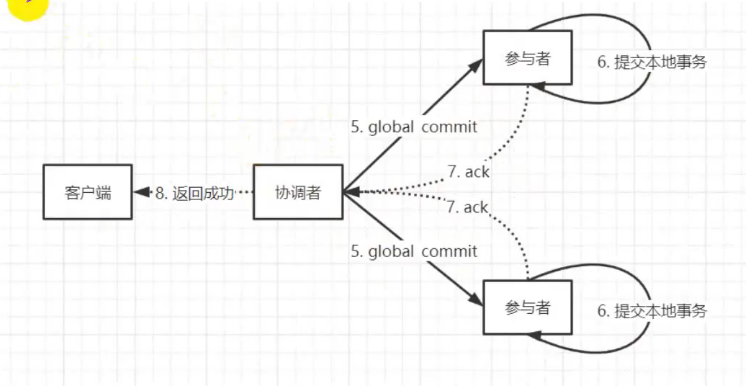 参与者
6. 提交本地事务
5. global commit
7. ack
客户端
8. 返回成功
协调者
7. ack
5. global commit
参与者
6. 提交本地事务